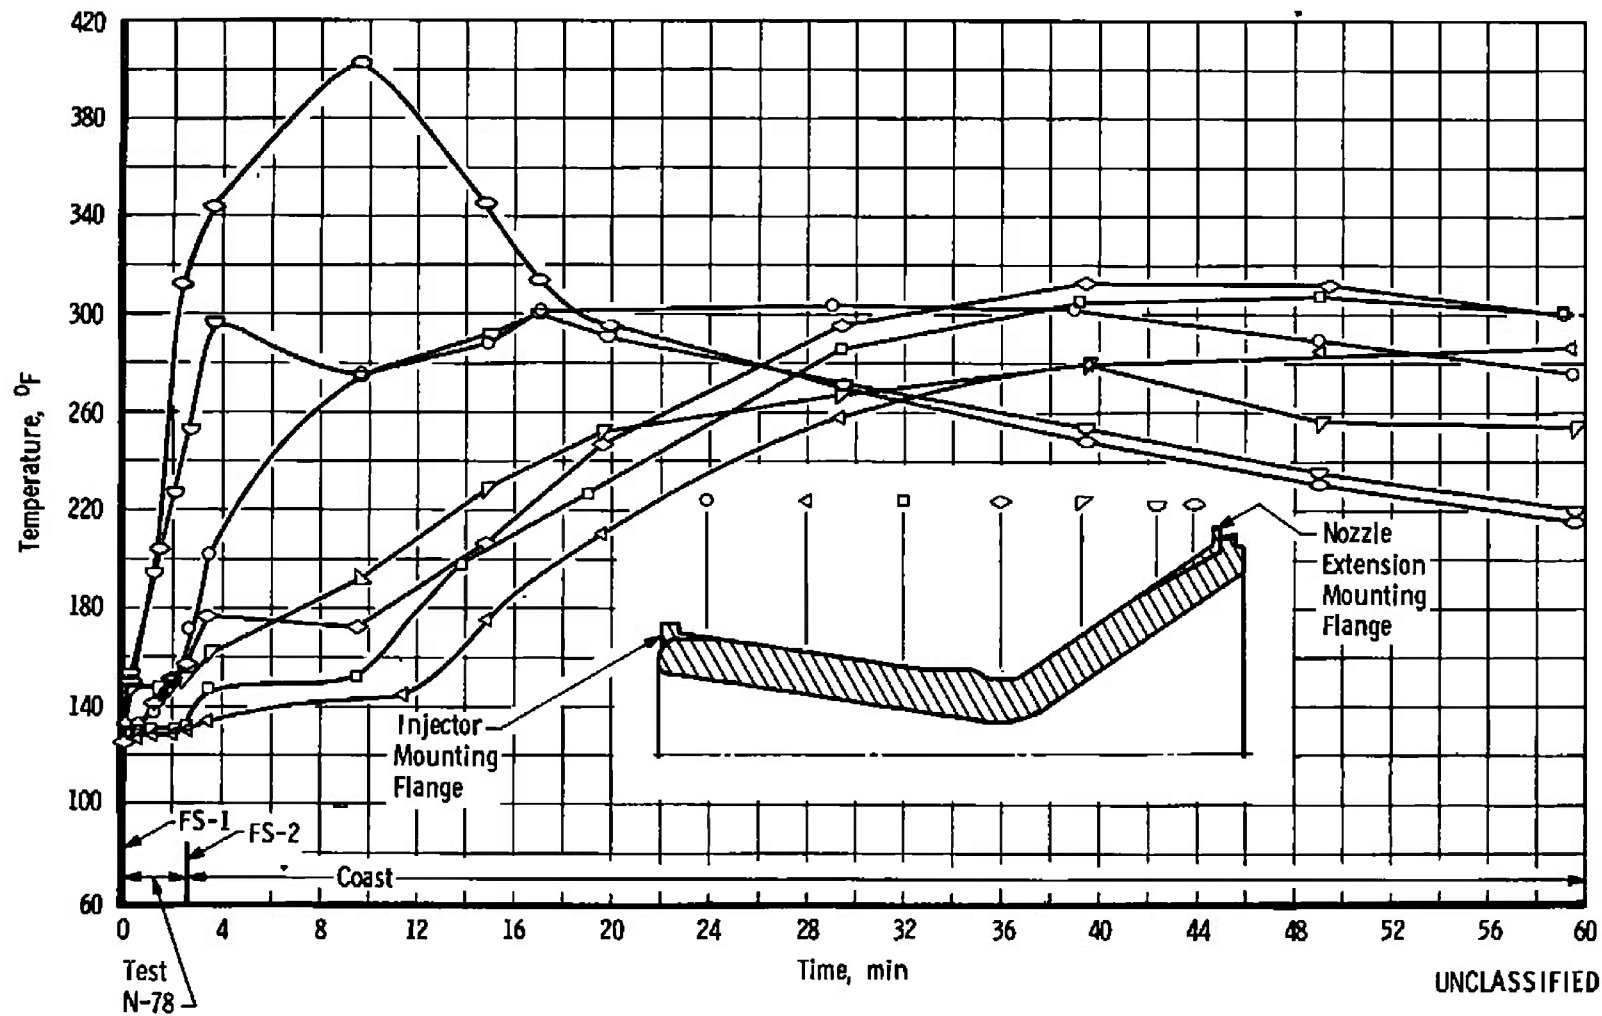 420
380
340
300
260
220
180
140
100
60
Temperature, °F
Nozzle
Extension
Mounting
Flange
Injector
Mounting
Flange
FS-1
FS-2
Coast
0 4 8 12 16 20 24 28 32 36 40 44 48 52 56 60
Time, min
Test
N-78
UNCLASSIFIED